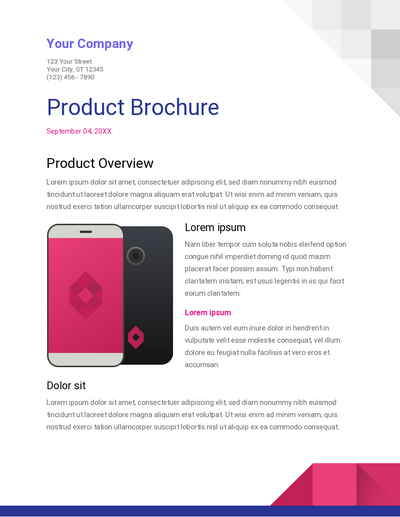 Your Company
123 Your Street
Your City, ST 12345
(123) 456 - 7890
Product Brochure
September 04, 20XX
Product Overview
Lorem ipsum dolor sit amet, consectetuer adipiscing elit, sed diam nonummy nibh euismod
tincidunt ut laoreet dolore magna aliquam erat volutpat. Ut wisi enim ad minim veniam, quis
nostrud exerci tation ullamcorper suscipit lobortis nisl ut aliquip ex ea commodo consequat.
Lorem ipsum
Nam liber tempor cum soluta nobis eleifend option
congue nihil imperdiet doming id quod mazim
placerat facer possim assum. Typi non habent
claritatem insitam; est usus legentis in iis qui facit
eorum claritatem.
Lorem ipsum
Duis autem vel eum iriure dolor in hendrerit in
vulputate velit esse molestie consequat, vel illum
dolore eu feugiat nulla facilisis at vero eros et
accumsan.
Dolor sit
Lorem ipsum dolor sit amet, consectetuer adipiscing elit, sed diam nonummy nibh euismod
tincidunt ut laoreet dolore magna aliquam erat volutpat. Ut wisi enim ad minim veniam, quis
nostrud exerci tation ullamcorper suscipit lobortis nisl ut aliquip ex ea commodo consequat.